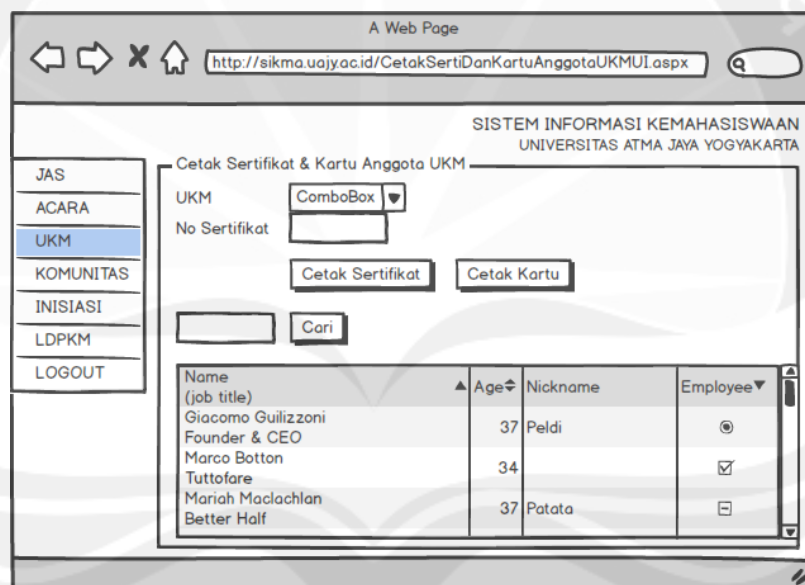 A Web Page
http://sikma.uajy.ac.id/CetakSertiDanKartuAnggotaUKMUI.aspx
SISTEM INFORMASI KEMAHASISWAAN
UNIVERSITAS ATMA JAYA YOGYAKARTA
JAS
ACARA
UKM
KOMUNITAS
INISIASI
LDPKM
LOGOUT
Cetak Sertifikat & Kartu Anggota UKM
UKM ComboBox
No Sertifikat
Cetak Sertifikat Cetak Kartu
Cari
Name
(job title) Age Nickname Employee
Giacomo Guilizzoni
Founder & CEO 37 Peldi
Marco Botton
Tuttofare 34
Mariah Maclachlan
Better Half 37 Patata